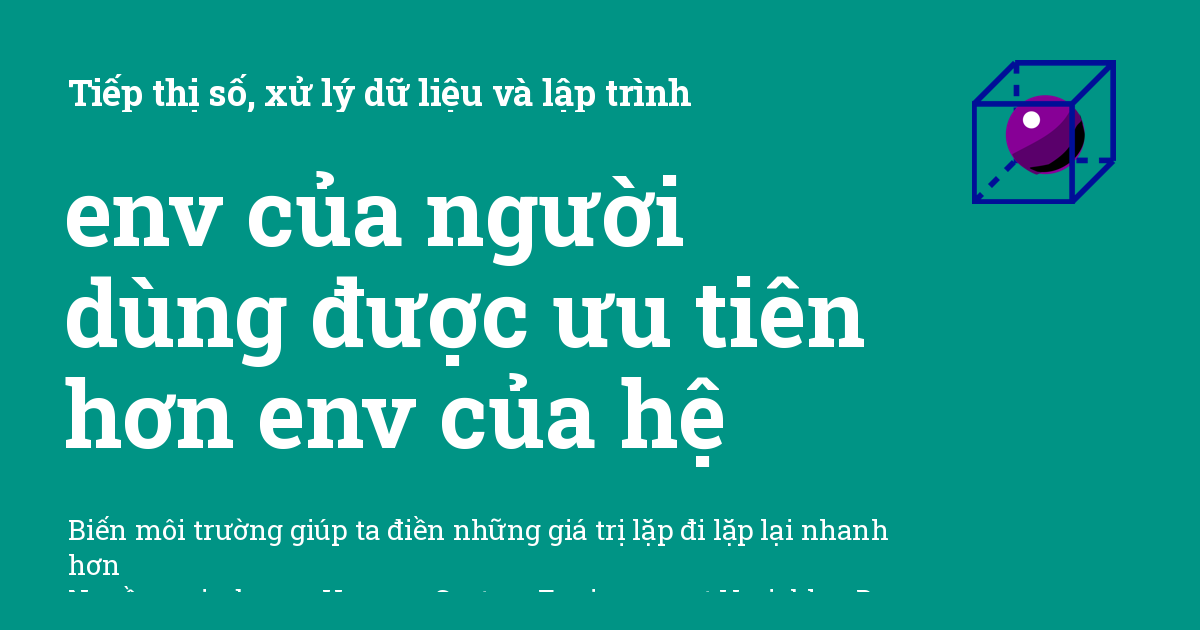 Tiếp thị số, xử lý dữ liệu và lập trình
env của người
dùng được ưu tiên
hơn env của hệ
Biến môi trường giúp ta điền những giá trị lặp đi lặp lại nhanh
hơn